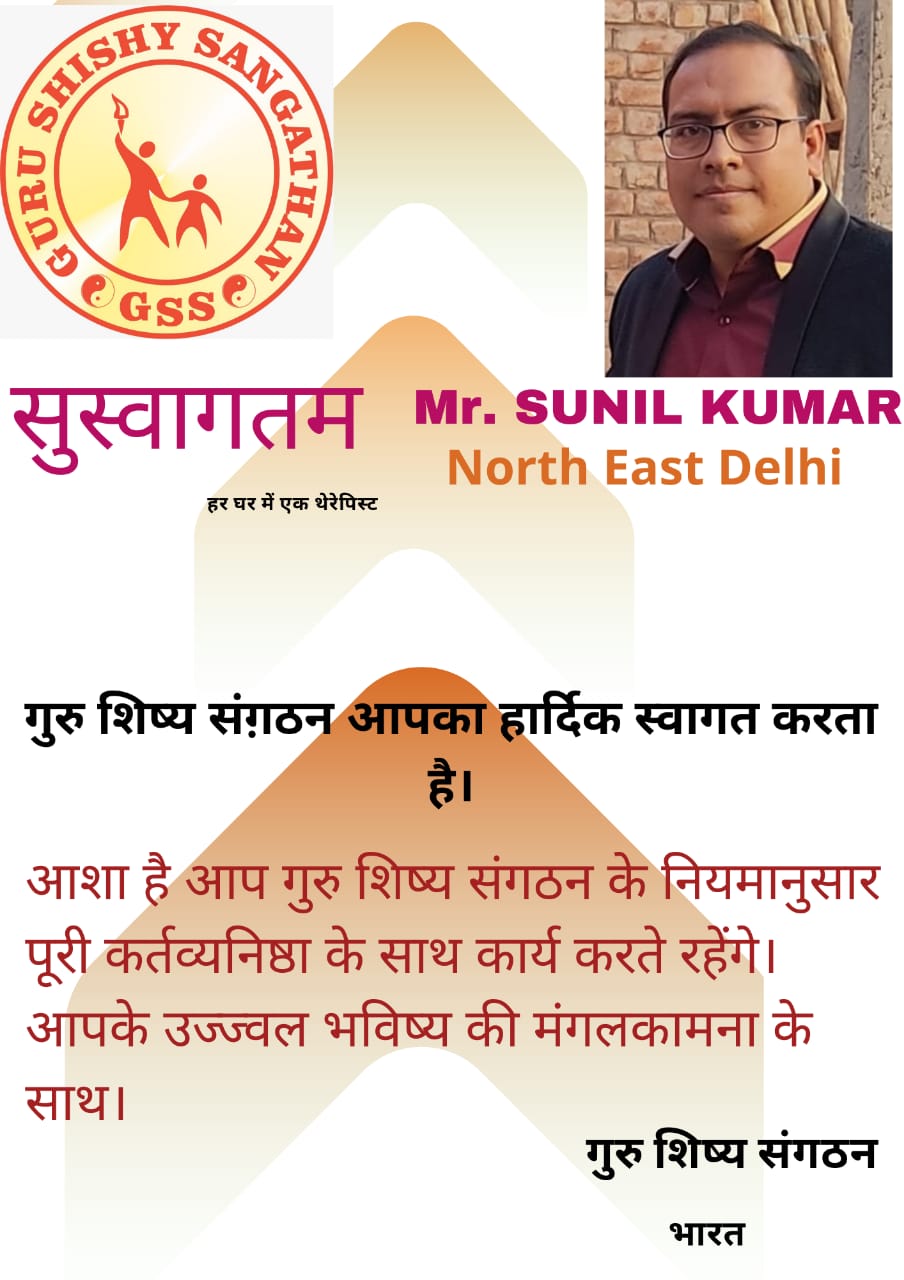 GURU SHISHY SANGATHAN
GSS
सुस्वागतम
Mr. SUNIL KUMAR
North East Delhi
हर घर में एक थेरेपिस्ट
गुरु शिष्य संग़ठन आपका हार्दिक स्वागत करता
है।
आशा है आप गुरु शिष्य संगठन के नियमानुसार
पूरी कर्तव्यनिष्ठा के साथ कार्य करते रहेंगे।
आपके उज्ज्वल भविष्य की मंगलकामना के
साथ।
गुरु शिष्य संगठन
भारत